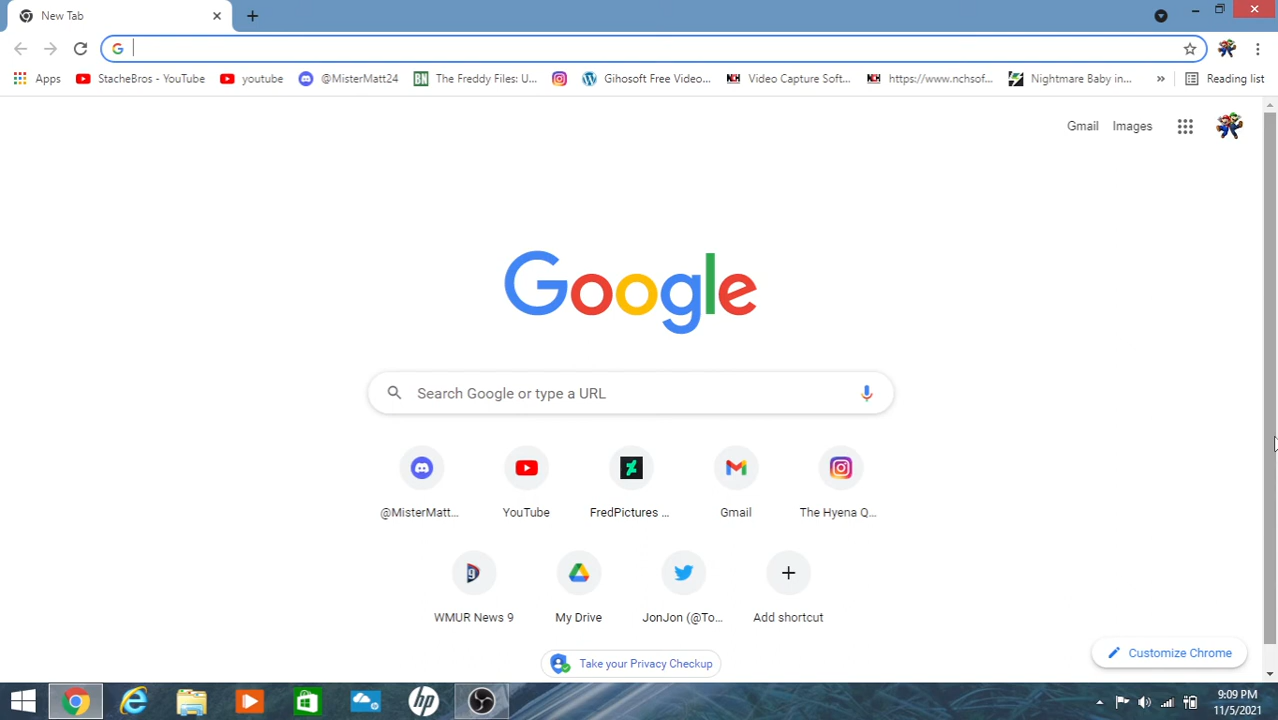 New Tab
Apps StacheBros - YouTube youtube @MisterMatt24 The Freddy Files: U... Gihosoft Free Video... Video Capture Soft... https://www.nchsof... Nightmare Baby in... » Reading list
Gmail Images
Google
Search Google or type a URL
@MisterMatt... YouTube FredPictures ... Gmail The Hyena Q...
WMUR News 9 My Drive JonJon (@To... Add shortcut
Take your Privacy Checkup
Customize Chrome
9:09 PM
11/5/2021